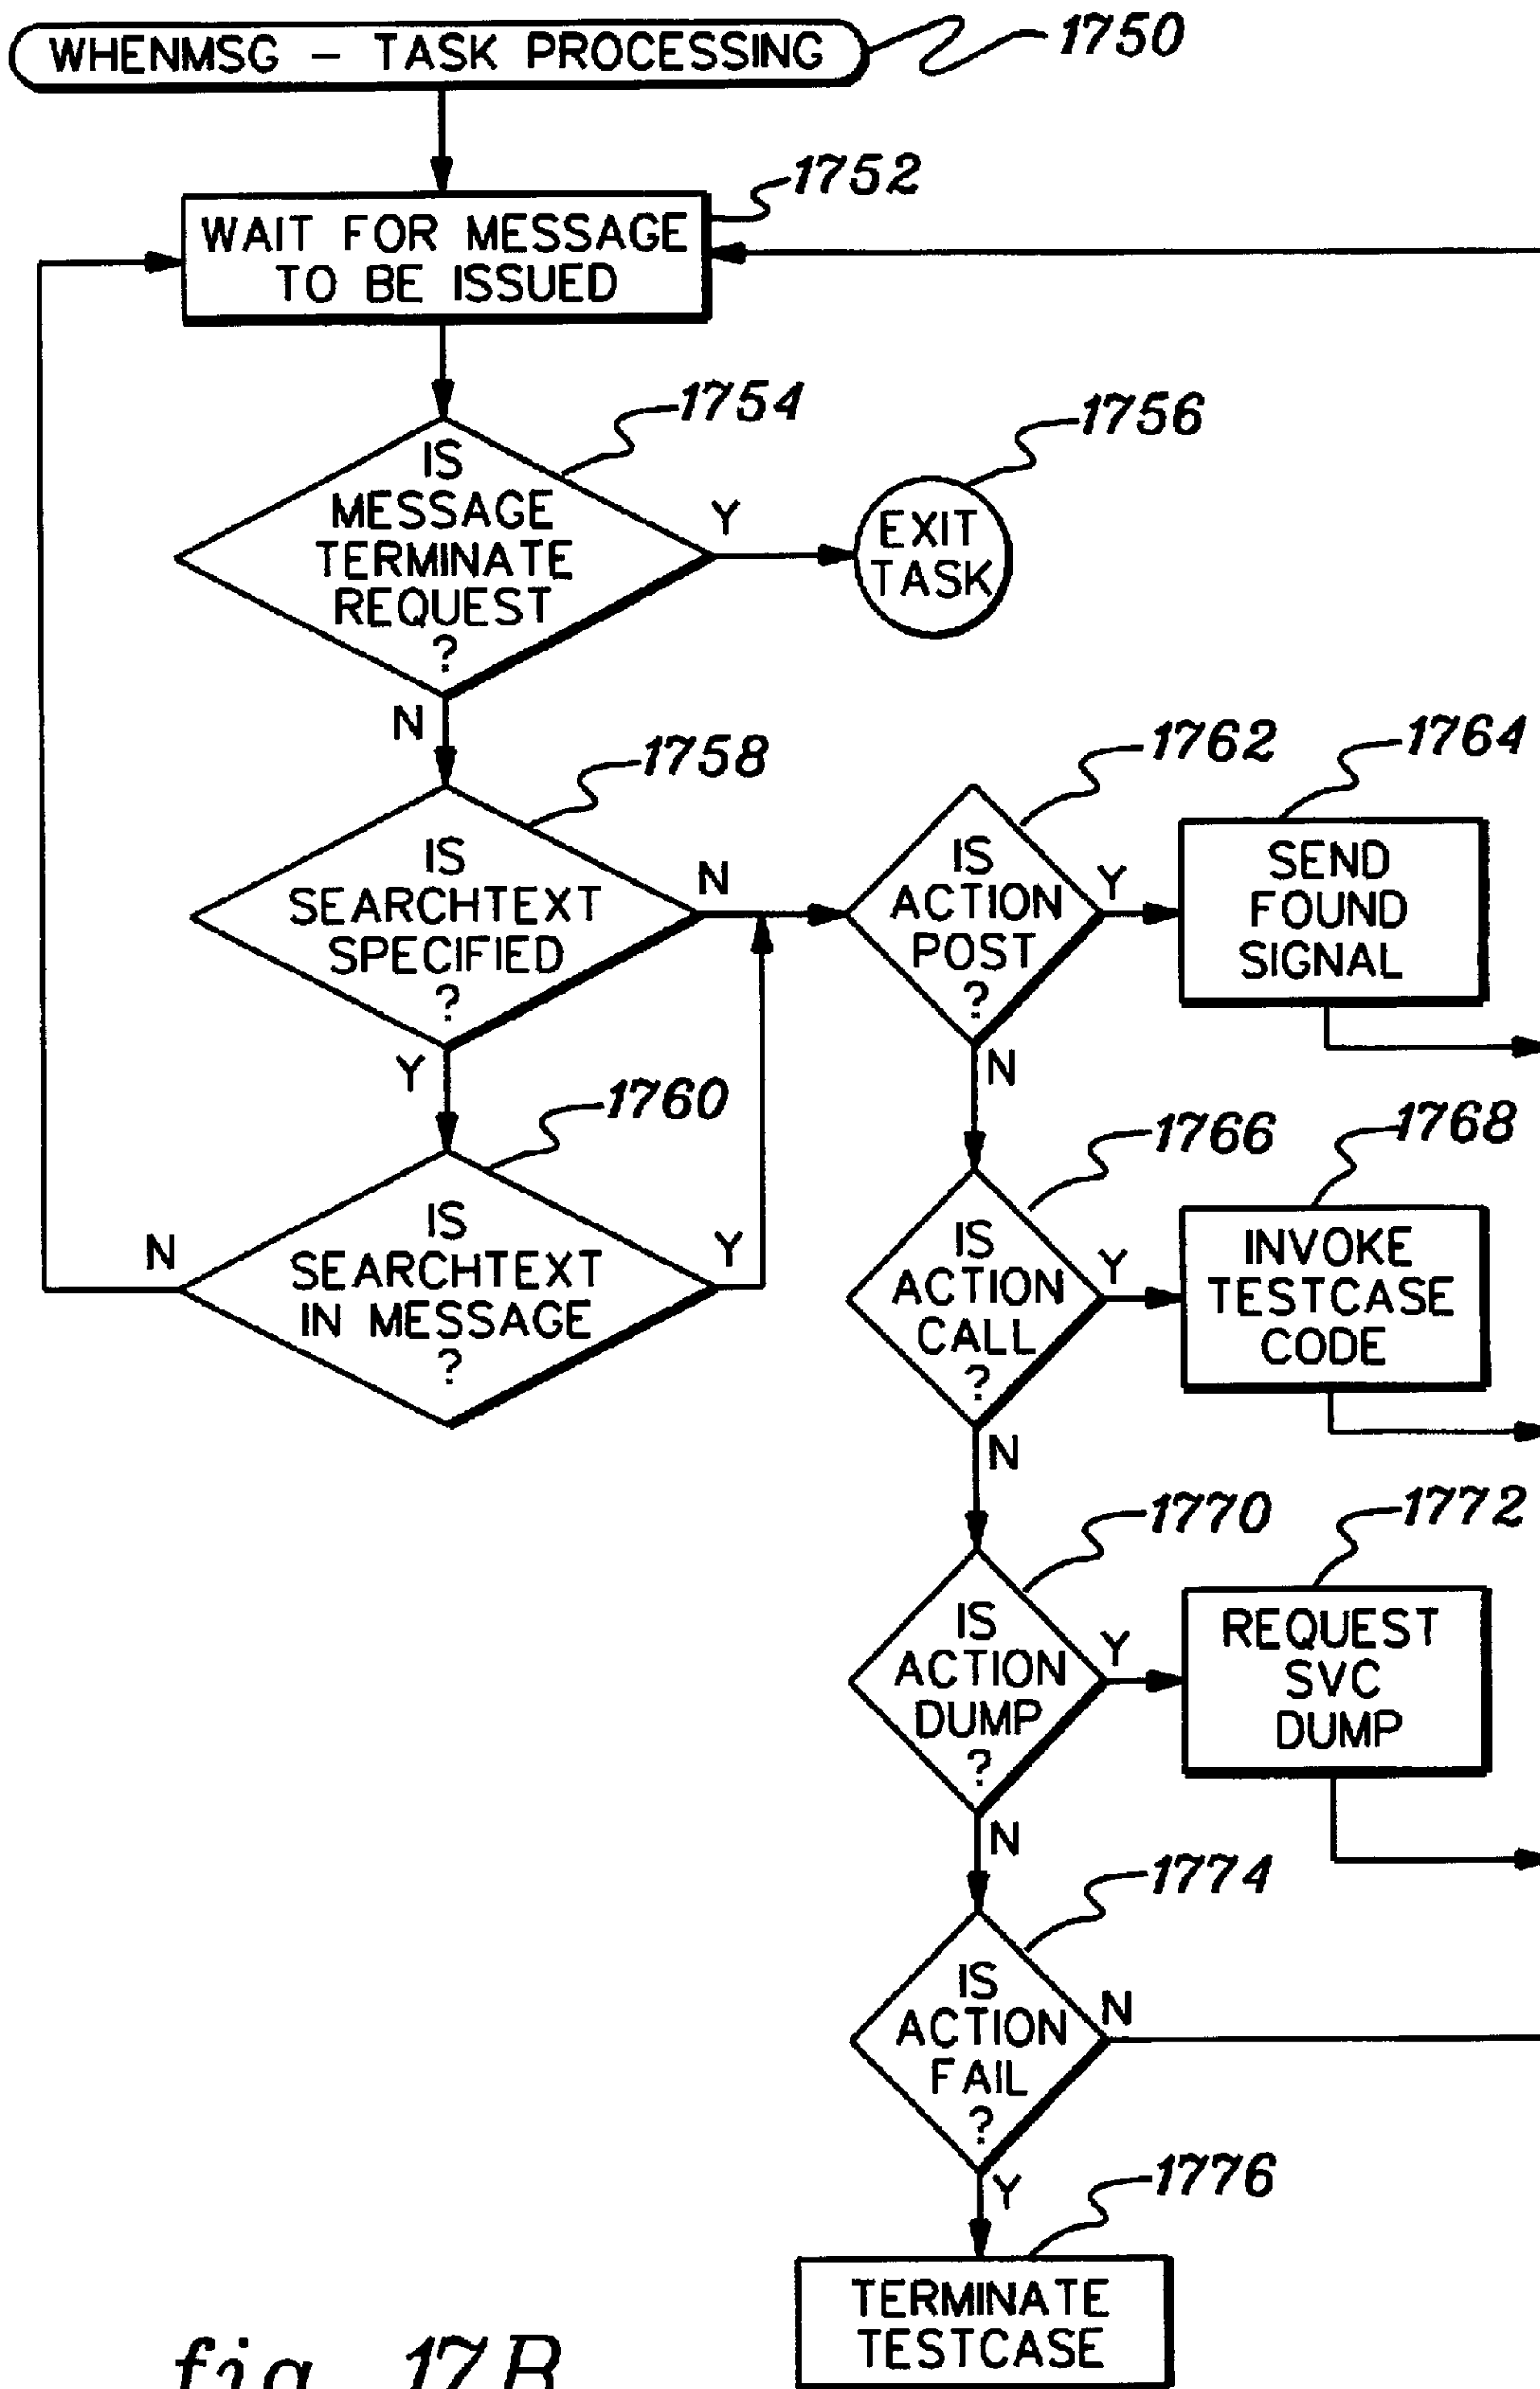 WHENMSG – TASK PROCESSING
1750
1752
WAIT FOR MESSAGE
TO BE ISSUED
1754
IS
MESSAGE
TERMINATE
REQUEST
?
Y
1756
EXIT
TASK
N
1758
IS
SEARCHTEXT
SPECIFIED
?
N
Y
1760
IS
SEARCHTEXT
IN MESSAGE
?
N
Y
1762
IS
ACTION
POST
?
Y
1764
SEND
FOUND
SIGNAL
N
1766
IS
ACTION
CALL
?
Y
1768
INVOKE
TESTCASE
CODE
N
1770
IS
ACTION
DUMP
?
Y
1772
REQUEST
SVC
DUMP
N
1774
IS
ACTION
FAIL
?
N
Y
1776
TERMINATE
TESTCASE
fig. 17B